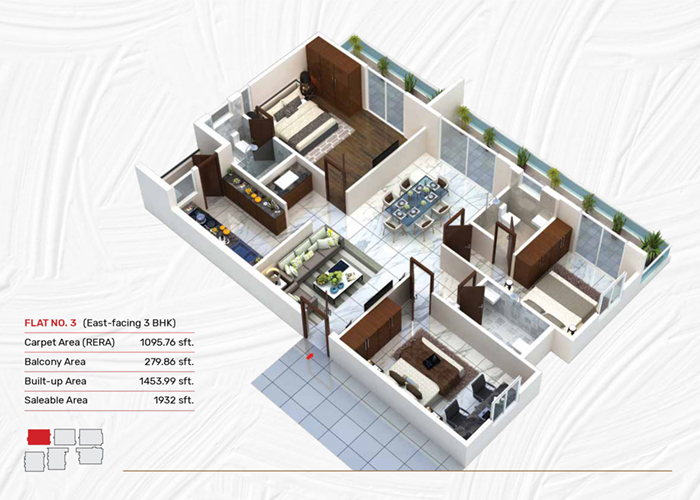 FLAT NO. 3 (East-facing 3 BHK)
Carpet Area (RERA) 1095.76 sft.
Balcony Area 279.86 sft.
Built-up Area 1453.99 sft.
Saleable Area 1932 sft.